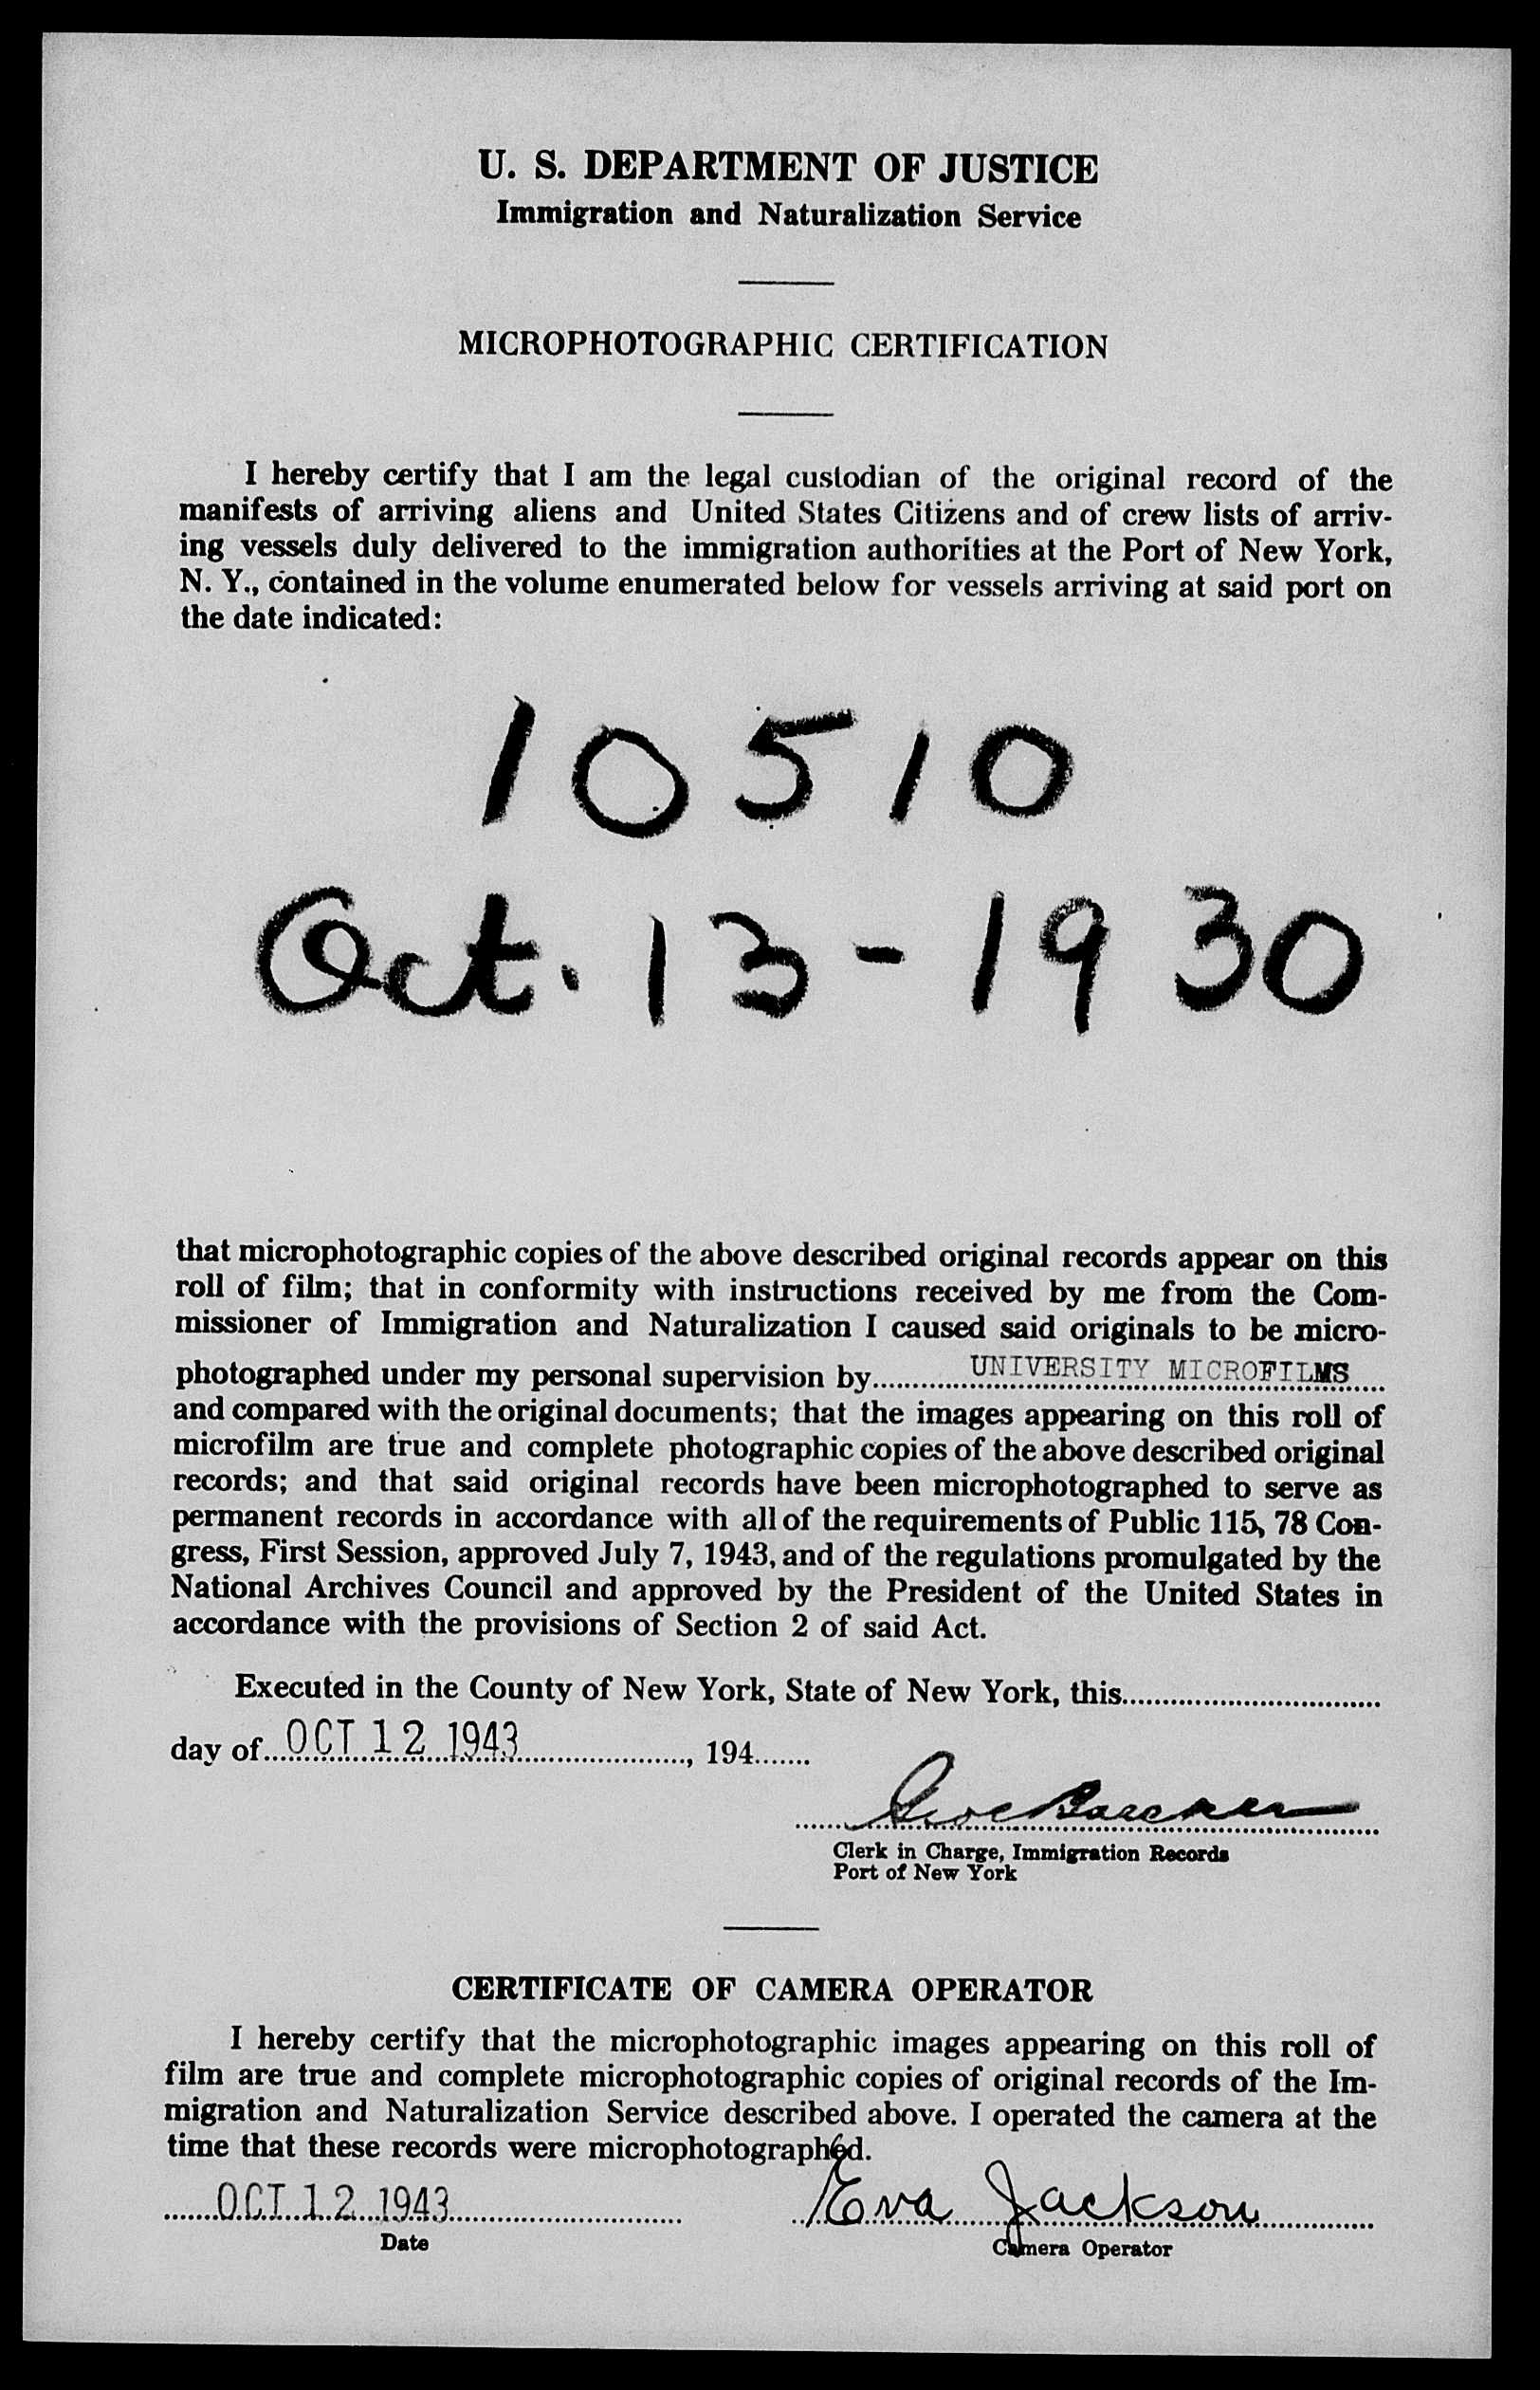 U. S. DEPARTMENT OF JUSTICE
Immigration and Naturalization Service
MICROPHOTOGRAPHIC CERTIFICATION
I hereby certify that I am the legal custodian of the original record of the
manifests of arriving aliens and United States Citizens and of crew lists of arriv-
ing vessels duly delivered to the immigration authorities at the Port of New York,
N. Y., contained in the volume enumerated below for vessels arriving at said port on
the date indicated:
10510
Oct. 13 - 1930
that microphotographic copies of the above described original records appear on this
roll of film; that in conformity with instructions received by me from the Com-
missioner of Immigration and Naturalization I caused said originals to be micro-
photographed under my personal supervision by UNIVERSITY MICROFILMS
and compared with the original documents; that the images appearing on this roll of
microfilm are true and complete photographic copies of the above described original
records; and that said original records have been microphotographed to serve as
permanent records in accordance with all of the requirements of Public 115, 78 Con-
gress, First Session, approved July 7, 1943, and of the regulations promulgated by the
National Archives Council and approved by the President of the United States in
accordance with the provisions of Section 2 of said Act.
Executed in the County of New York, State of New York, this
day of OCT 12 1943, 194
Clerk in Charge, Immigration Records
Port of New York
CERTIFICATE OF CAMERA OPERATOR
I hereby certify that the microphotographic images appearing on this roll of
film are true and complete microphotographic copies of original records of the Im-
migration and Naturalization Service described above. I operated the camera at the
time that these records were microphotographed.
OCT 12 1943 Eva Jackson
Date Camera Operator